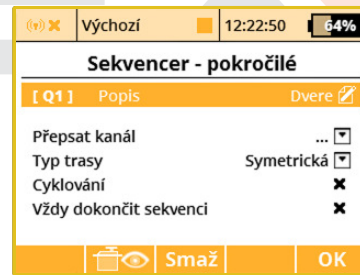 Výchozí 12:22:50 64%
Sekvencer - pokročilé
[ Q1 ] Popis Dvere
Přepsat kanál ...
Typ trasy Symetrická
Cyklování
Vždy dokončit sekvenci
Smaž OK